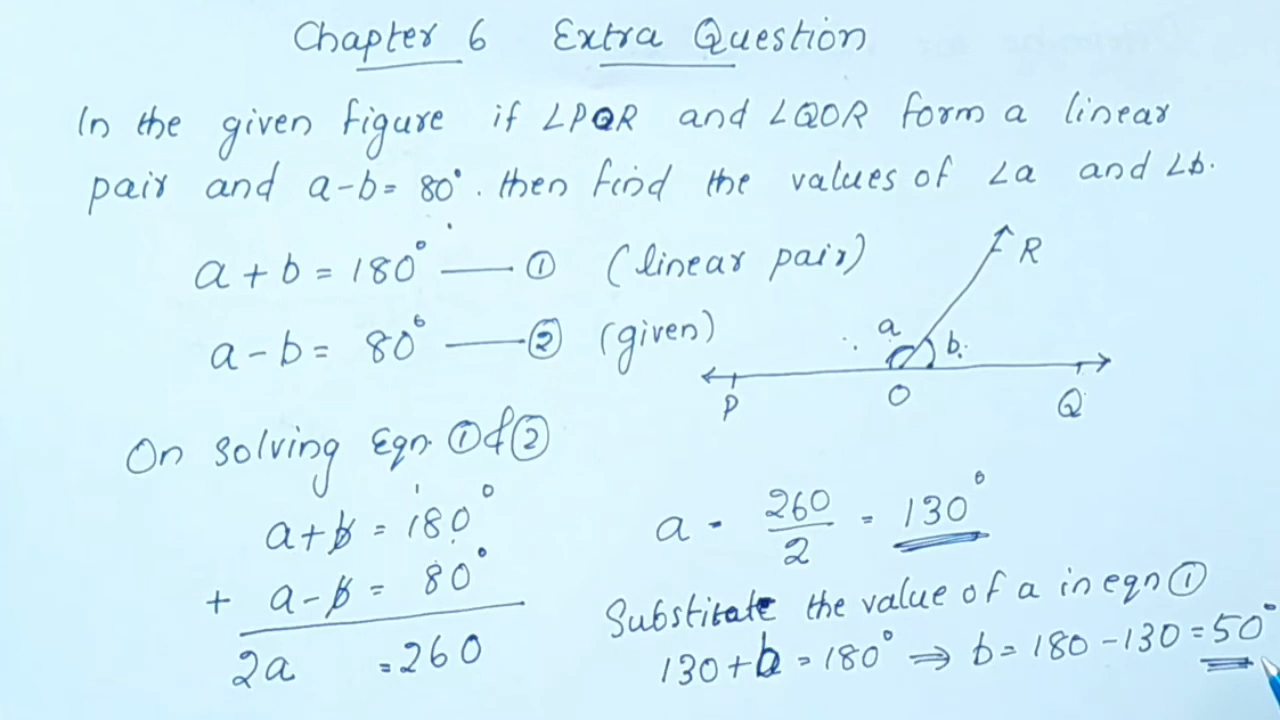 Chapter 6 Extra Question
In the given figure if ∠PQR and ∠QOR form a linear
pair and a-b= 80°. then find the values of ∠a and ∠b.
a + b = 180° — ① (linear pair)
a - b = 80° — ② (given)
R
a
b.
P
O
Q
On solving Eqn. ① & ②
a+b = 180°
+ a-b = 80°
2a = 260
a - 260/2 = 130°
Substitate the value of a in eqn ①
130+b = 180° ⇒ b= 180 - 130 = 50°